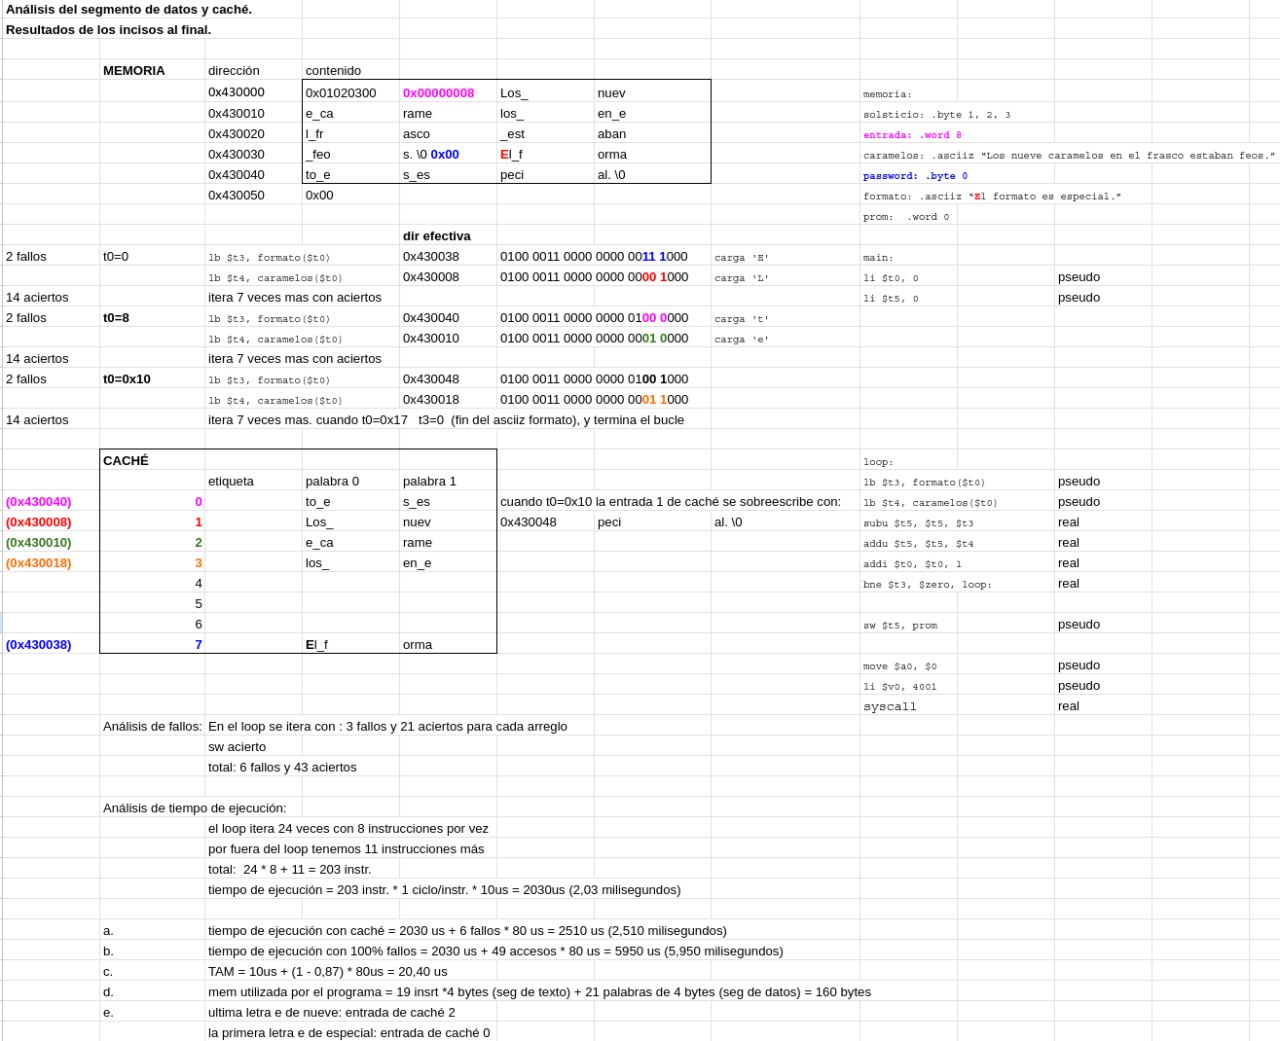 Análisis del segmento de datos y caché.
Resultados de los incisos al final.
MEMORIA dirección contenido
0x430000 0x01020300 0x00000008 Los_ nuev
memoria:
0x430010 e_ca rame los_ en_e
solsticio: .byte 1, 2, 3
0x430020 l_fr asco _est aban
entrada: .word 8
0x430030 _feo s. \0 0x00 El_f orma
caramelos: .asciiz “Los nueve caramelos en el frasco estaban feos.”
0x430040 to_e s_es peci al. \0
password: .byte 0
0x430050 0x00
formato: .asciiz “El formato es especial.”
prom: .word 0
dir efectiva
2 fallos t0=0 lb $t3, formato($t0) 0x430038 0100 0011 0000 0000 0011 1000 carga 'E'
main:
lb $t4, caramelos($t0) 0x430008 0100 0011 0000 0000 0000 1000 carga 'L'
li $t0, 0 pseudo
14 aciertos itera 7 veces mas con aciertos
li $t5, 0 pseudo
2 fallos t0=8 lb $t3, formato($t0) 0x430040 0100 0011 0000 0000 0100 0000 carga 't'
lb $t4, caramelos($t0) 0x430010 0100 0011 0000 0000 0001 0000 carga 'e'
14 aciertos itera 7 veces mas con aciertos
2 fallos t0=0x10 lb $t3, formato($t0) 0x430048 0100 0011 0000 0000 0100 1000
lb $t4, caramelos($t0) 0x430018 0100 0011 0000 0000 0001 1000
14 aciertos itera 7 veces mas. cuando t0=0x17 t3=0 (fin del asciiz formato), y termina el bucle
CACHÉ
loop:
etiqueta palabra 0 palabra 1
lb $t3, formato($t0) pseudo
(0x430040) 0 to_e s_es cuando t0=0x10 la entrada 1 de caché se sobreescribe con:
lb $t4, caramelos($t0) pseudo
(0x430008) 1 Los_ nuev 0x430048 peci al. \0
subu $t5, $t5, $t3 real
(0x430010) 2 e_ca rame
addu $t5, $t5, $t4 real
(0x430018) 3 los_ en_e
addi $t0, $t0, 1 real
4
bne $t3, $zero, loop: real
5
6
sw $t5, prom pseudo
(0x430038) 7 El_f orma
move $a0, $0 pseudo
li $v0, 4001 pseudo
syscall real
Análisis de fallos: En el loop se itera con : 3 fallos y 21 aciertos para cada arreglo
sw acierto
total: 6 fallos y 43 aciertos
Análisis de tiempo de ejecución:
el loop itera 24 veces con 8 instrucciones por vez
por fuera del loop tenemos 11 instrucciones más
total: 24 * 8 + 11 = 203 instr.
tiempo de ejecución = 203 instr. * 1 ciclo/instr. * 10us = 2030us (2,03 milisegundos)
a. tiempo de ejecución con caché = 2030 us + 6 fallos * 80 us = 2510 us (2,510 milisegundos)
b. tiempo de ejecución con 100% fallos = 2030 us + 49 accesos * 80 us = 5950 us (5,950 milisegundos)
c. TAM = 10us + (1 - 0,87) * 80us = 20,40 us
d. mem utilizada por el programa = 19 insrt *4 bytes (seg de texto) + 21 palabras de 4 bytes (seg de datos) = 160 bytes
e. ultima letra e de nueve: entrada de caché 2
la primera letra e de especial: entrada de caché 0